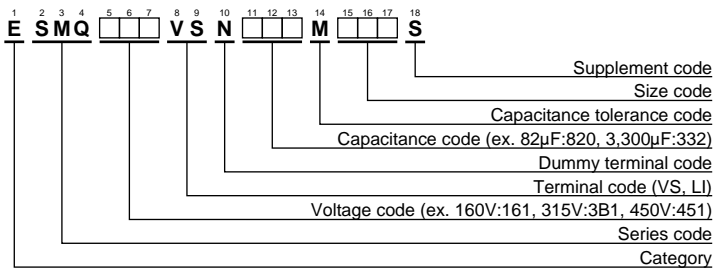 1 2 3 4 5 6 7 8 9 10 11 12 13 14 15 16 17 18
E SMQ VS N M S
Supplement code
Size code
Capacitance tolerance code
Capacitance code (ex. 82μF:820, 3,300μF:332)
Dummy terminal code
Terminal code (VS, LI)
Voltage code (ex. 160V:161, 315V:3B1, 450V:451)
Series code
Category